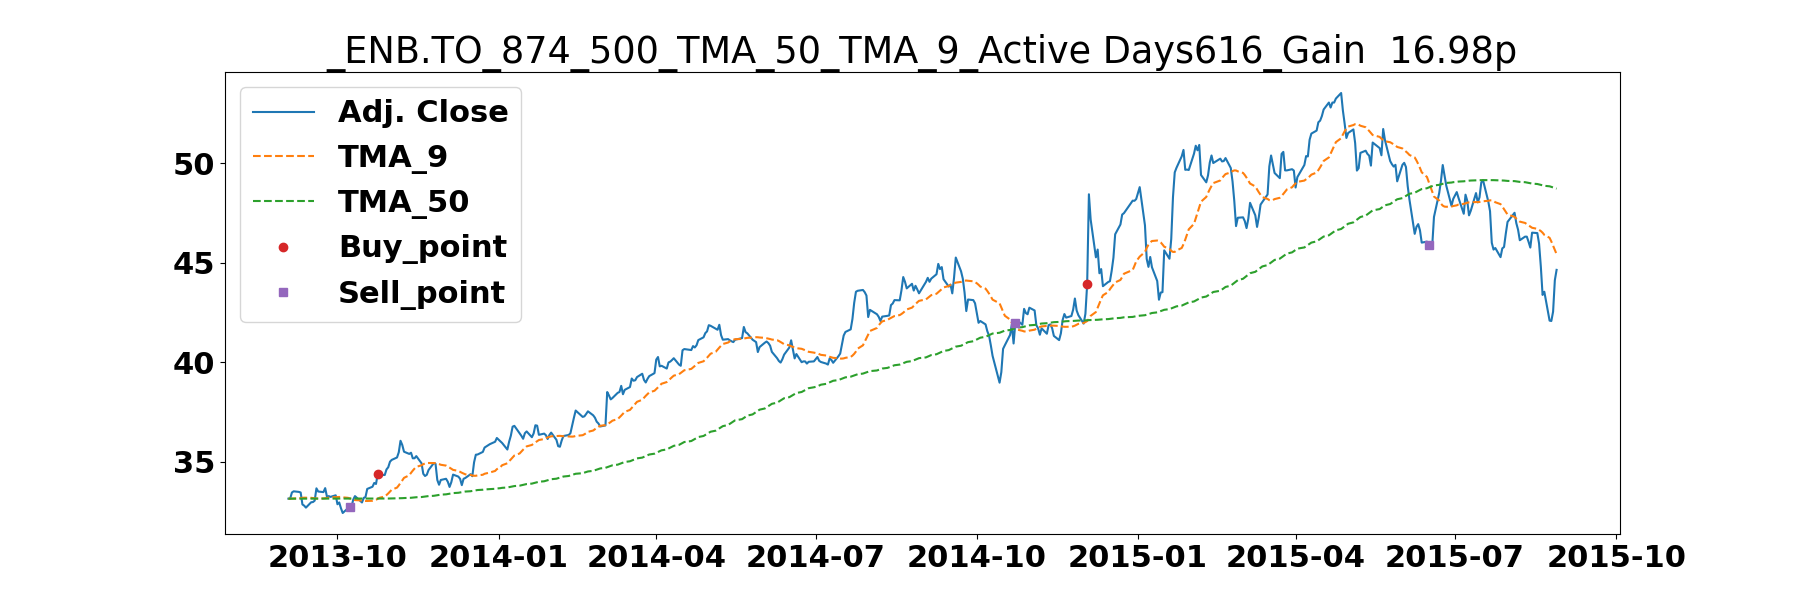 _ENB.TO_874_500_TMA_50_TMA_9_Active Days616_Gain  16.98p
Adj. Close
TMA_9
TMA_50
Buy_point
Sell_point
50
45
40
35
2013-10 2014-01 2014-04 2014-07 2014-10 2015-01 2015-04 2015-07 2015-10